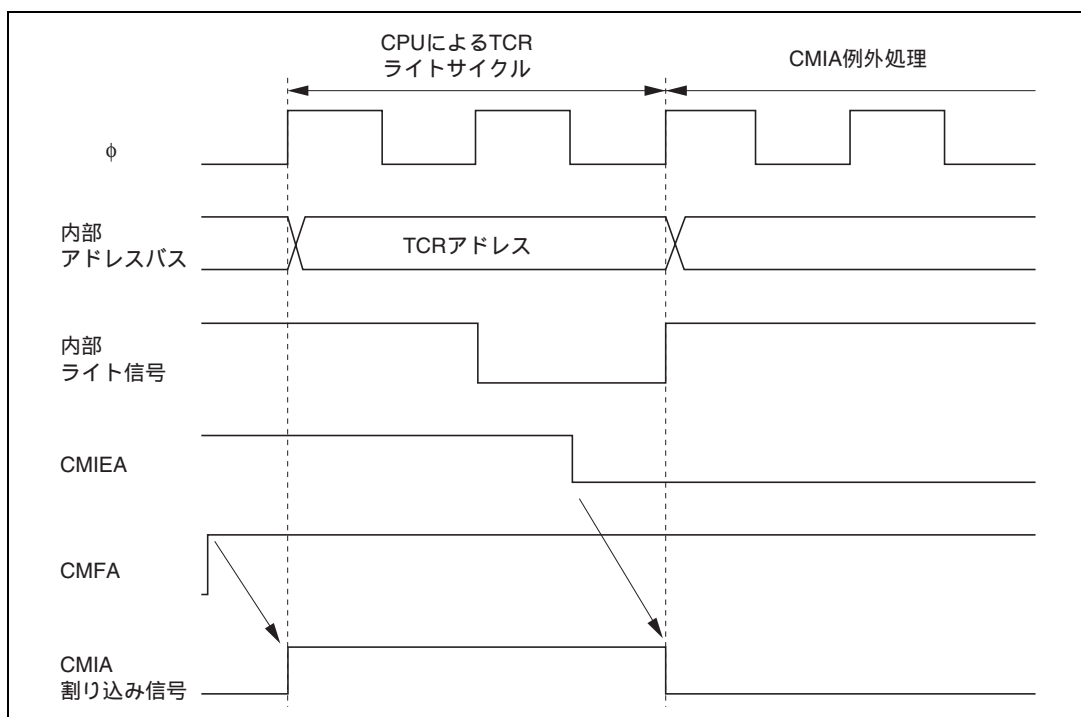 CPUによるTCR
ライトサイクル
CMIA例外処理
φ
内部
アドレスバス
TCRアドレス
内部
ライト信号
CMIEA
CMFA
CMIA
割り込み信号